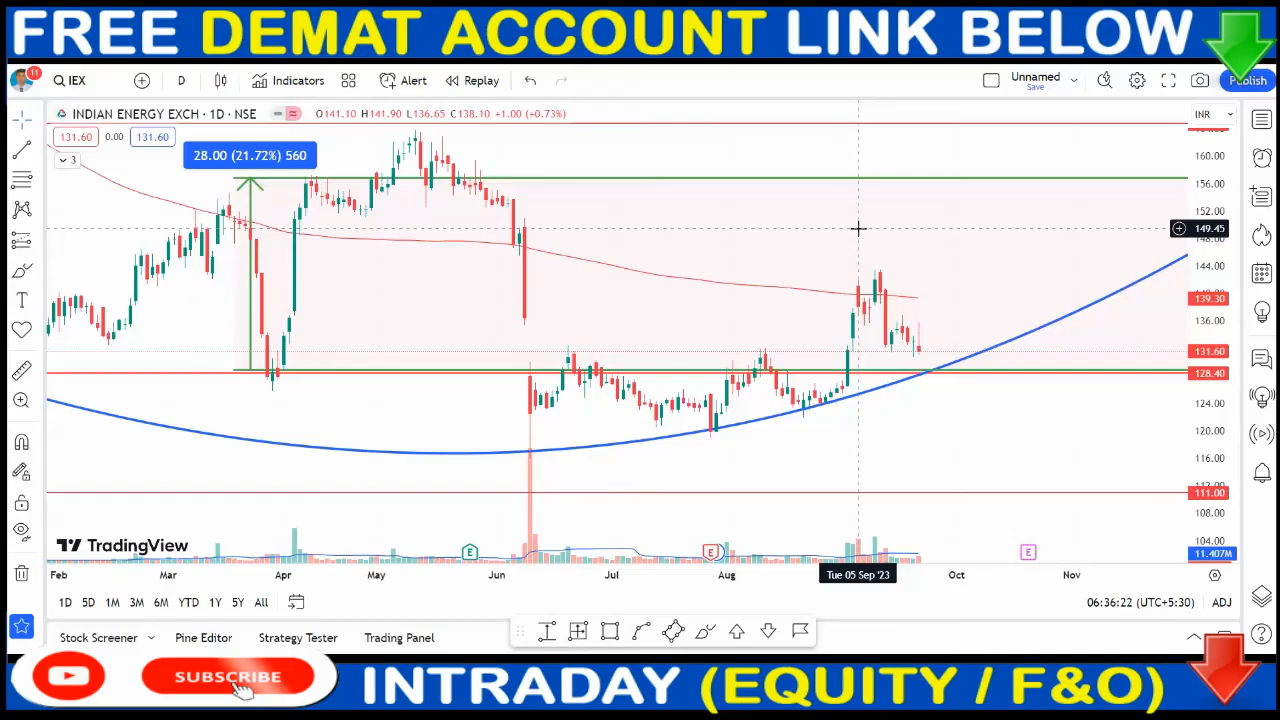 FREE DEMAT ACCOUNT LINK BELOW
11
IEX
D
Indicators
Alert
Replay
Unnamed
Save
Publish
INDIAN ENERGY EXCH · 1D · NSE
O141.10 H141.90 L136.65 C138.10 +1.00 (+0.73%)
INR
131.60 0.00 131.60
3
28.00 (21.72%) 560
160.00
156.00
152.00
149.45
148.00
144.00
139.30
136.00
131.60
128.40
124.00
120.00
116.00
112.00
111.00
108.00
104.00
11.407M
TradingView
E
E
E
Feb Mar Apr May Jun Jul Aug Tue 05 Sep '23 Oct Nov
1D 5D 1M 3M 6M YTD 1Y 5Y All
06:36:22 (UTC+5:30) ADJ
Stock Screener Pine Editor Strategy Tester Trading Panel
SUBSCRIBE
INTRADAY (EQUITY / F&O)